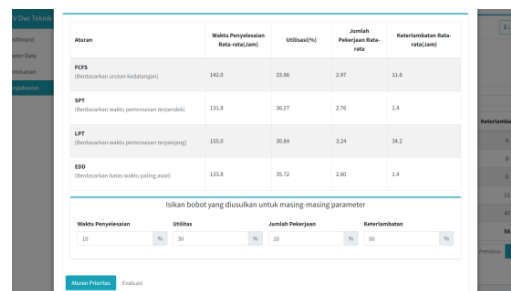 V Dwi Teknik
Aturan
Waktu Penyelesaian
Rata-rata(Jam)
Utilisasi(%)
Jumlah
Pekerjaan Rata-
rata
Keterlambatan Rata-
rata(Jam)
FCFS
(Berdasarkan urutan kedatangan)
142.0
33.66
2.97
11.6
SPT
(Berdasarkan waktu pemrosesan terpendek)
131.8
36.27
2.76
1.4
LPT
(Berdasarkan waktu pemrosesan terpanjang)
155.0
30.84
3.24
34.2
EDD
(Berdasarkan batas waktu paling awal)
133.8
35.72
2.80
1.4
Isikan bobot yang diusulkan untuk masing-masing parameter
Waktu Penyelesaian
Utilitas
Jumlah Pekerjaan
Keterlambatan
10 %
30 %
10 %
50 %
Aturan Prioritas
Evaluasi
Keterlamba
Previous